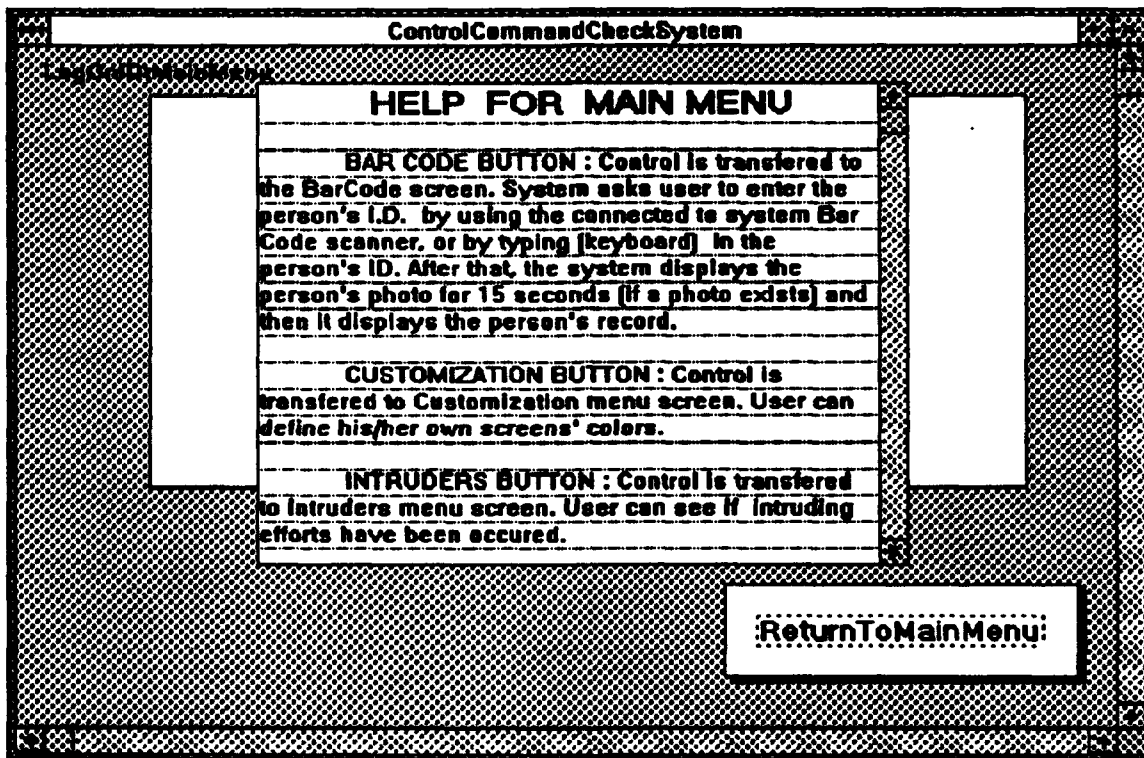 ControlCommandCheckSystem
HELP FOR MAIN MENU
BAR CODE BUTTON : Control is transfered to
the BarCode screen. System asks user to enter the
person's I.D. by using the connected to system Bar
Code scanner, or by typing (keyboard) in the
person's ID. After that, the system displays the
person's photo for 15 seconds (if a photo exists) and
then it displays the person's record.
CUSTOMIZATION BUTTON : Control is
transfered to Customization menu screen. User can
define his/her own screens' colors.
INTRUDERS BUTTON : Control is transfered
to Intruders menu screen. User can see if intruding
efforts have been occured.
ReturnToMainMenu